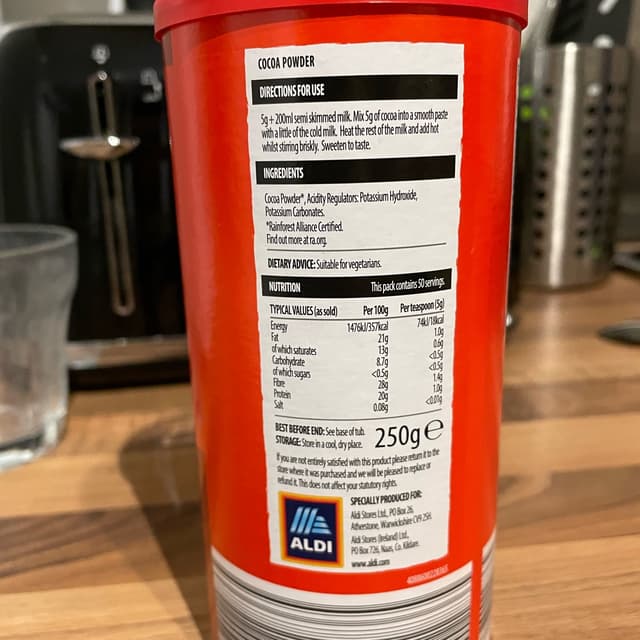 COCOA POWDER
DIRECTIONS FOR USE
5g + 200ml semi skimmed milk. Mix 5g of cocoa into a smooth paste
with a little of the cold milk. Heat the rest of the milk and add hot
whilst stirring briskly. Sweeten to taste.
INGREDIENTS
Cocoa Powder*, Acidity Regulators: Potassium Hydroxide,
Potassium Carbonates.
*Rainforest Alliance Certified.
Find out more at ra.org.
DIETARY ADVICE: Suitable for vegetarians.
NUTRITION This pack contains 50 servings.
TYPICAL VALUES (as sold) Per 100g Per teaspoon (5g)
Energy 1476kJ/357kcal 74kJ/18kcal
Fat 21g 1.0g
of which saturates 13g 0.6g
Carbohydrate 8.7g <0.5g
of which sugars <0.5g <0.5g
Fibre 28g 1.4g
Protein 20g 1.0g
Salt 0.08g <0.01g
BEST BEFORE END: See base of tub.
STORAGE: Store in a cool, dry place.
250g e
If you are not entirely satisfied with this product please return it to the
store where it was purchased and we will be pleased to replace or
refund it. This does not affect your statutory rights.
ALDI
SPECIALLY PRODUCED FOR:
Aldi Stores Ltd., PO Box 26,
Atherstone, Warwickshire CV9 2SH.
Aldi Stores (Ireland) Ltd.,
PO Box 726, Naas, Co. Kildare.
www.aldi.com